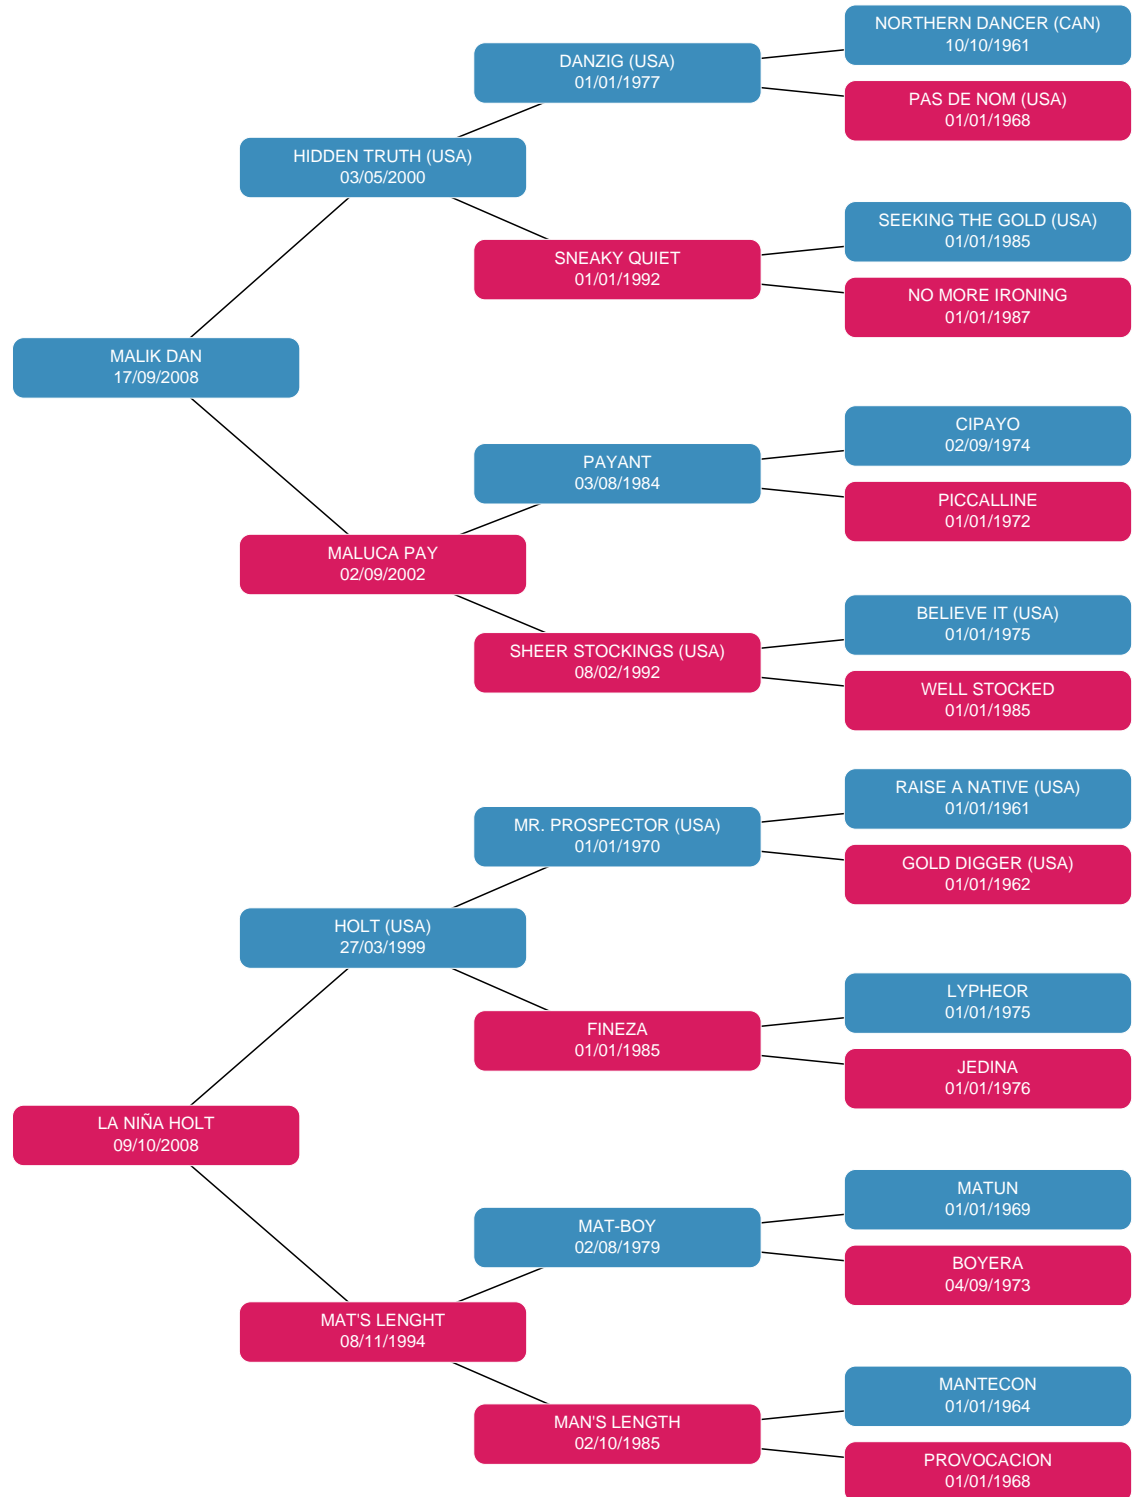 NORTHERN DANCER (CAN)
10/10/1961
DANZIG (USA)
01/01/1977
PAS DE NOM (USA)
01/01/1968
HIDDEN TRUTH (USA)
03/05/2000
SEEKING THE GOLD (USA)
01/01/1985
SNEAKY QUIET
01/01/1992
NO MORE IRONING
01/01/1987
MALIK DAN
17/09/2008
CIPAYO
02/09/1974
PAYANT
03/08/1984
PICCALLINE
01/01/1972
MALUCA PAY
02/09/2002
BELIEVE IT (USA)
01/01/1975
SHEER STOCKINGS (USA)
08/02/1992
WELL STOCKED
01/01/1985
RAISE A NATIVE (USA)
01/01/1961
MR. PROSPECTOR (USA)
01/01/1970
GOLD DIGGER (USA)
01/01/1962
HOLT (USA)
27/03/1999
LYPHEOR
01/01/1975
FINEZA
01/01/1985
JEDINA
01/01/1976
LA NIÑA HOLT
09/10/2008
MATUN
01/01/1969
MAT-BOY
02/08/1979
BOYERA
04/09/1973
MAT'S LENGHT
08/11/1994
MANTECON
01/01/1964
MAN'S LENGTH
02/10/1985
PROVOCACION
01/01/1968